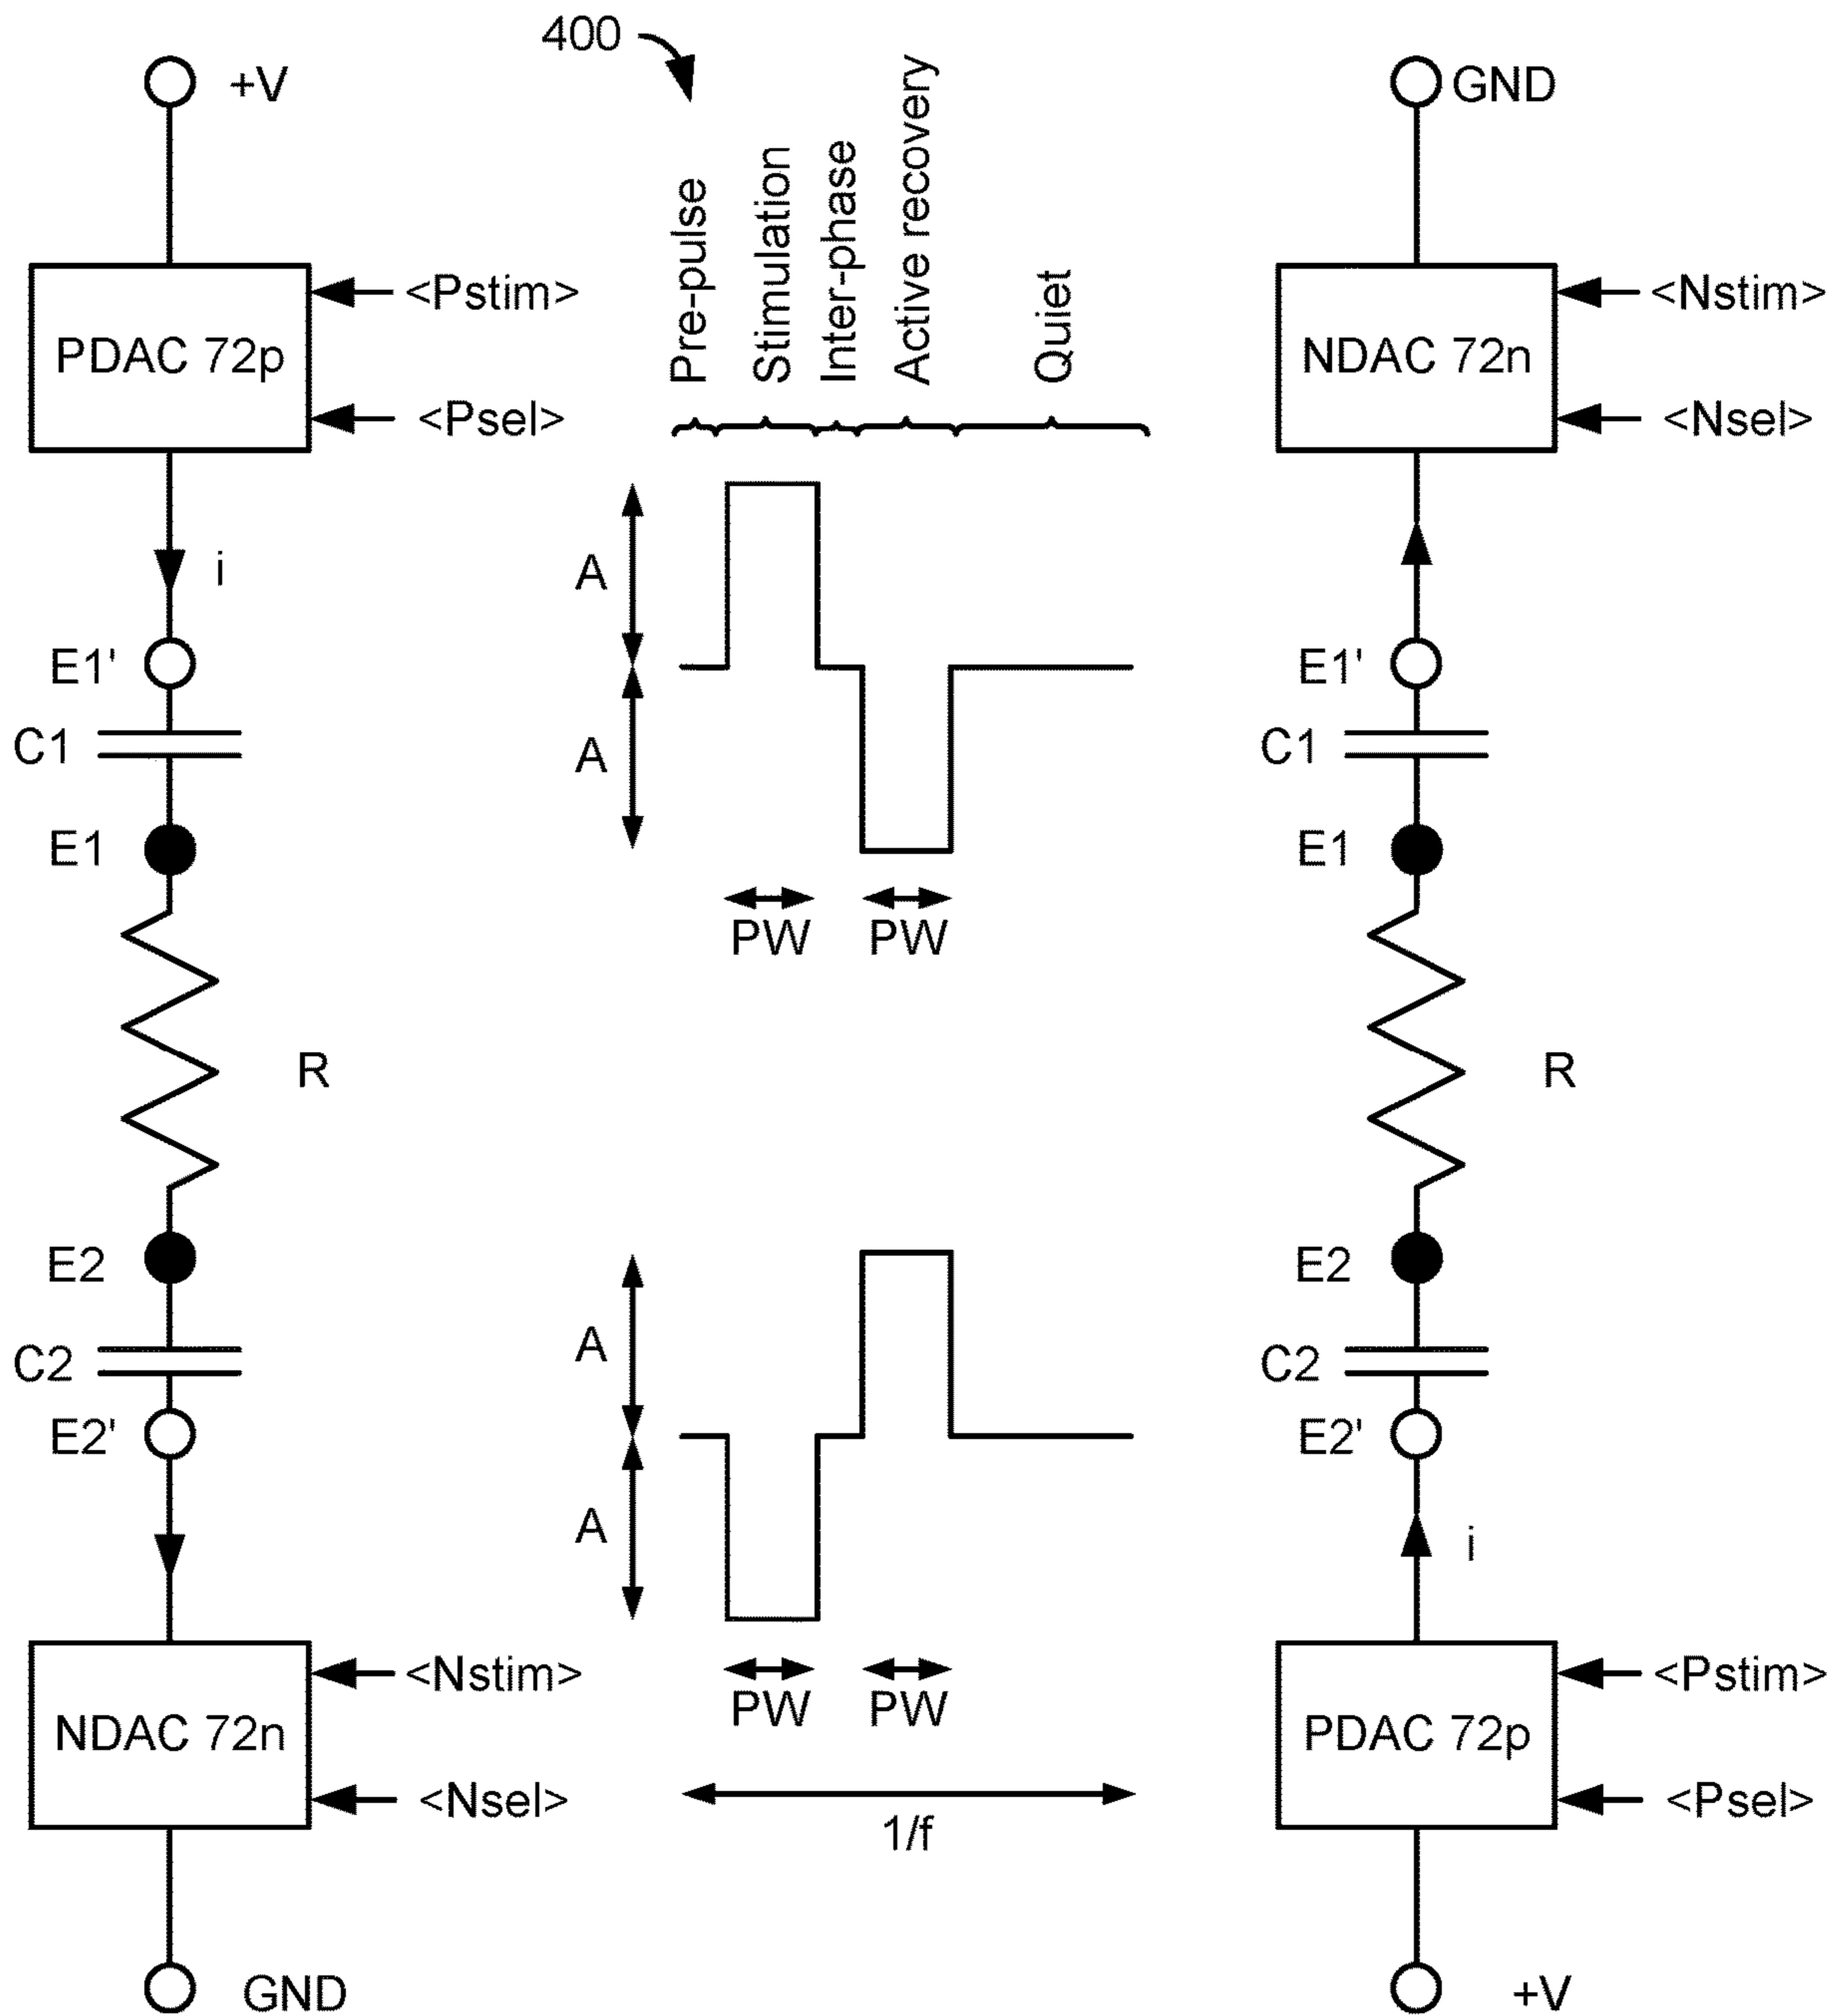 400
+V
PDAC 72p
<Pstim>
<Psel>
i
E1'
C1
E1
R
E2
C2
E2'
NDAC 72n
<Nstim>
<Nsel>
GND
Pre-pulse
Stimulation
Inter-phase
Active recovery
Quiet
A
A
PW PW
A
A
PW PW
1/f
GND
NDAC 72n
<Nstim>
<Nsel>
E1'
C1
E1
R
E2
C2
E2'
i
PDAC 72p
<Pstim>
<Psel>
+V